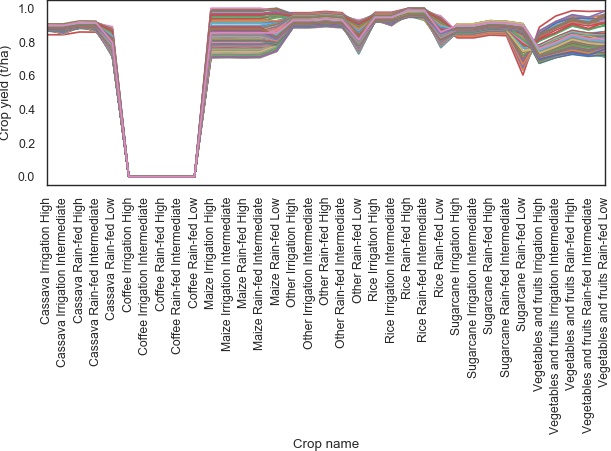 Crop yield (t/ha)
1.0
0.8
0.6
0.4
0.2
0.0
Cassava Irrigation High
Cassava Irrigation Intermediate
Cassava Rain-fed High
Cassava Rain-fed Intermediate
Cassava Rain-fed Low
Coffee Irrigation High
Coffee Irrigation Intermediate
Coffee Rain-fed High
Coffee Rain-fed Intermediate
Coffee Rain-fed Low
Maize Irrigation High
Maize Irrigation Intermediate
Maize Rain-fed High
Maize Rain-fed Intermediate
Maize Rain-fed Low
Other Irrigation High
Other Irrigation Intermediate
Other Rain-fed High
Other Rain-fed Intermediate
Other Rain-fed Low
Rice Irrigation High
Rice Irrigation Intermediate
Rice Rain-fed High
Rice Rain-fed Intermediate
Rice Rain-fed Low
Sugarcane Irrigation High
Sugarcane Irrigation Intermediate
Sugarcane Rain-fed High
Sugarcane Rain-fed Intermediate
Sugarcane Rain-fed Low
Vegetables and fruits Irrigation High
Vegetables and fruits Irrigation Intermediate
Vegetables and fruits Rain-fed High
Vegetables and fruits Rain-fed Intermediate
Vegetables and fruits Rain-fed Low
Crop name